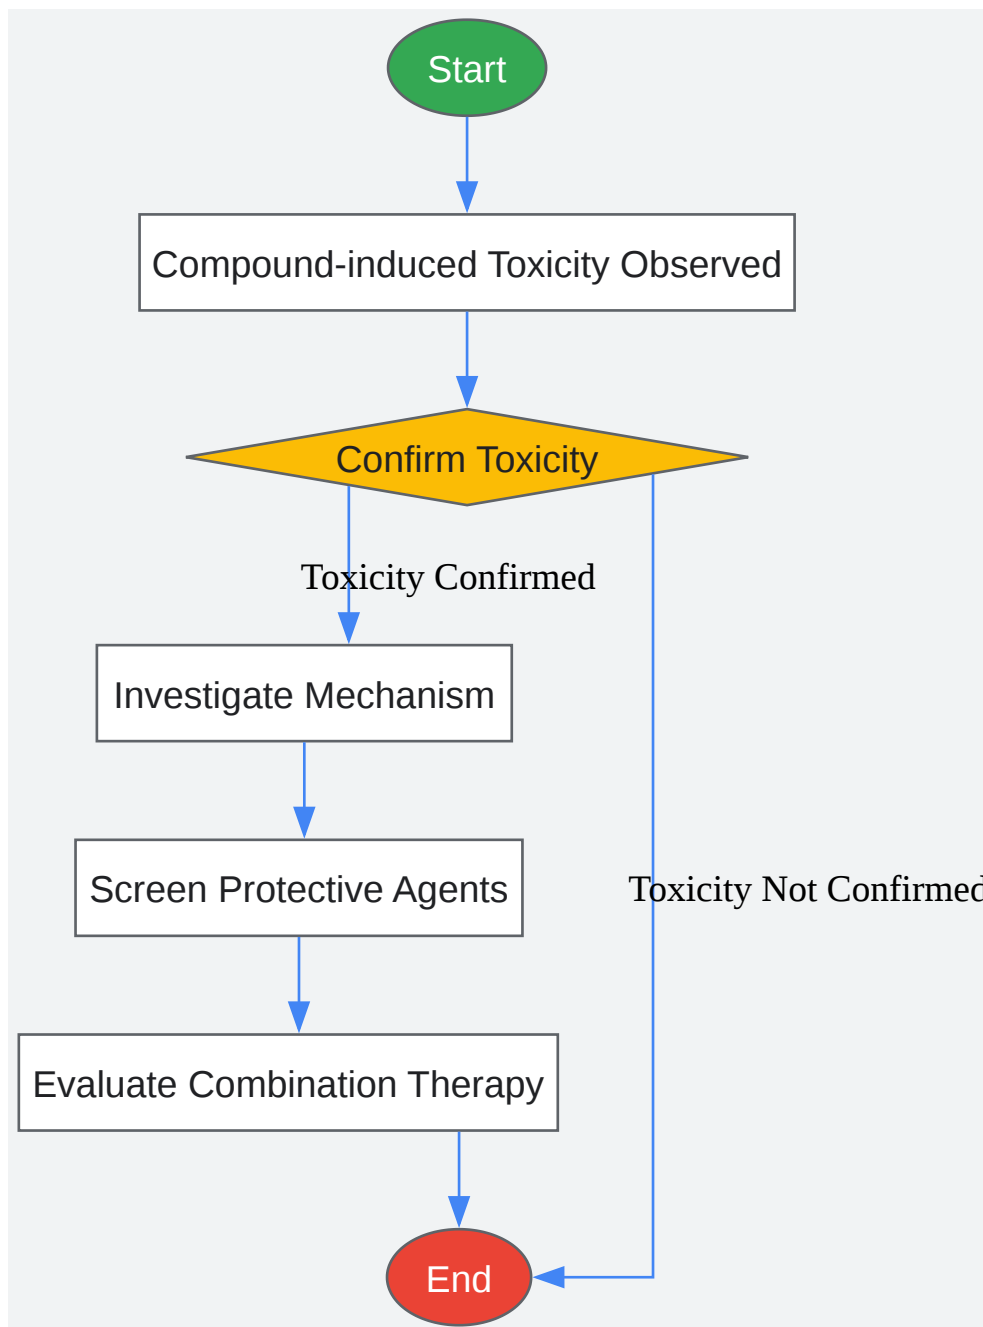 Start
Compound-induced Toxicity Observed
Confirm Toxicity
Toxicity Confirmed
Investigate Mechanism
Screen Protective Agents
Toxicity Not Confirmed
Evaluate Combination Therapy
End